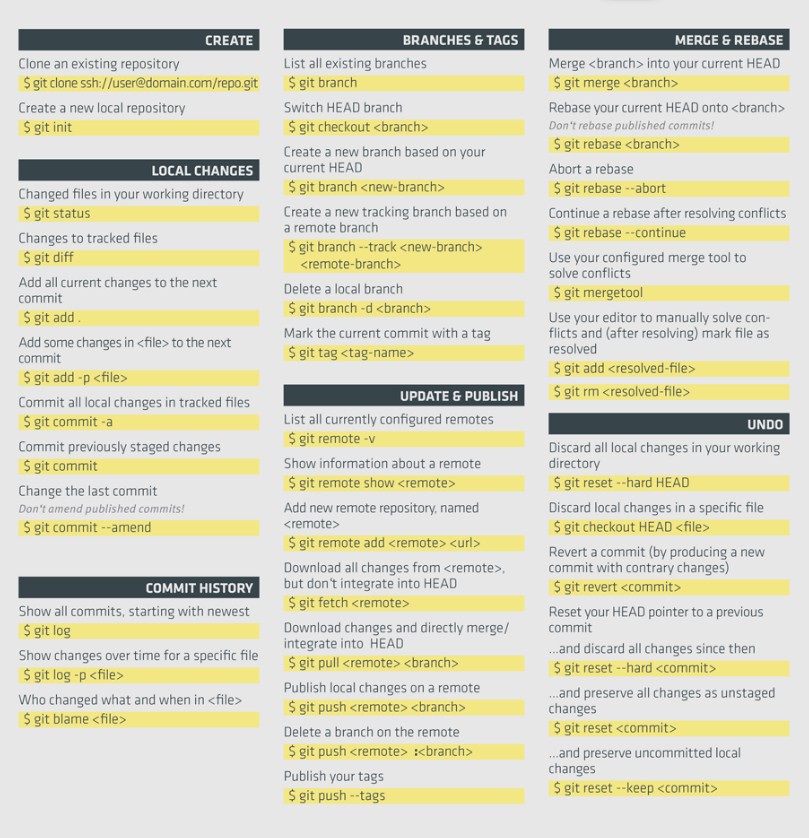 CREATE
Clone an existing repository
$ git clone ssh://user@domain.com/repo.git
Create a new local repository
$ git init
LOCAL CHANGES
Changed files in your working directory
$ git status
Changes to tracked files
$ git diff
Add all current changes to the next
commit
$ git add .
Add some changes in <file> to the next
commit
$ git add -p <file>
Commit all local changes in tracked files
$ git commit -a
Commit previously staged changes
$ git commit
Change the last commit
Don't amend published commits!
$ git commit --amend
COMMIT HISTORY
Show all commits, starting with newest
$ git log
Show changes over time for a specific file
$ git log -p <file>
Who changed what and when in <file>
$ git blame <file>
BRANCHES & TAGS
List all existing branches
$ git branch
Switch HEAD branch
$ git checkout <branch>
Create a new branch based on your
current HEAD
$ git branch <new-branch>
Create a new tracking branch based on
a remote branch
$ git branch --track <new-branch>
<remote-branch>
Delete a local branch
$ git branch -d <branch>
Mark the current commit with a tag
$ git tag <tag-name>
UPDATE & PUBLISH
List all currently configured remotes
$ git remote -v
Show information about a remote
$ git remote show <remote>
Add new remote repository, named
<remote>
$ git remote add <remote> <url>
Download all changes from <remote>,
but don't integrate into HEAD
$ git fetch <remote>
Download changes and directly merge/
integrate into HEAD
$ git pull <remote> <branch>
Publish local changes on a remote
$ git push <remote> <branch>
Delete a branch on the remote
$ git push <remote> :<branch>
Publish your tags
$ git push --tags
MERGE & REBASE
Merge <branch> into your current HEAD
$ git merge <branch>
Rebase your current HEAD onto <branch>
Don't rebase published commits!
$ git rebase <branch>
Abort a rebase
$ git rebase --abort
Continue a rebase after resolving conflicts
$ git rebase --continue
Use your configured merge tool to
solve conflicts
$ git mergetool
Use your editor to manually solve con-
flicts and (after resolving) mark file as
resolved
$ git add <resolved-file>
$ git rm <resolved-file>
UNDO
Discard all local changes in your working
directory
$ git reset --hard HEAD
Discard local changes in a specific file
$ git checkout HEAD <file>
Revert a commit (by producing a new
commit with contrary changes)
$ git revert <commit>
Reset your HEAD pointer to a previous
commit
...and discard all changes since then
$ git reset --hard <commit>
...and preserve all changes as unstaged
changes
$ git reset <commit>
...and preserve uncommitted local
changes
$ git reset --keep <commit>